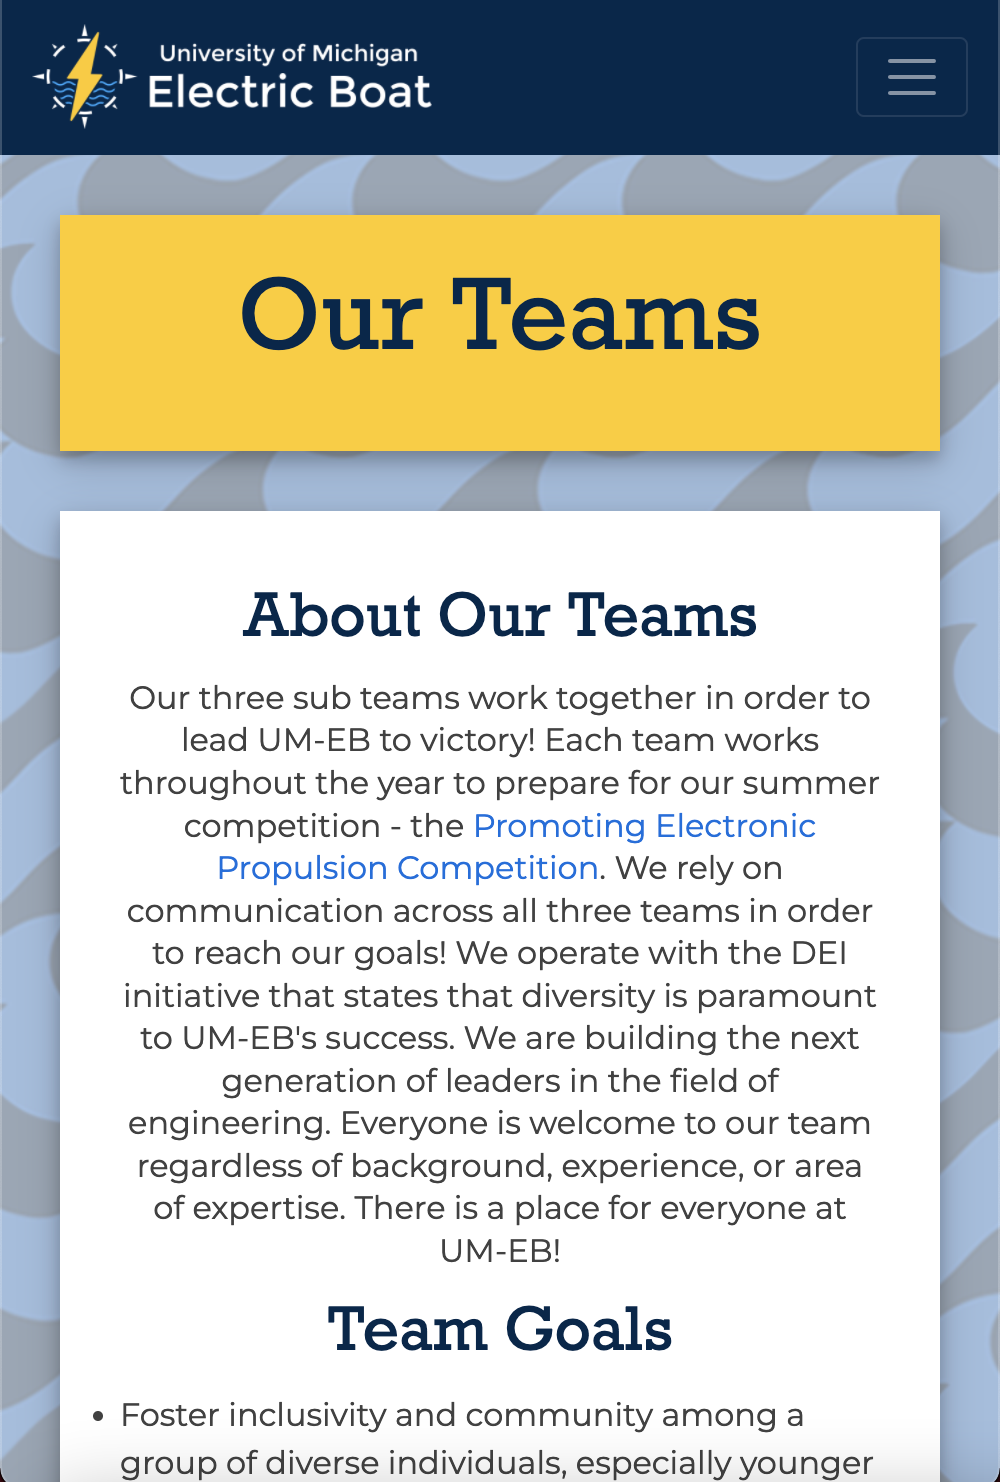 University of Michigan
Electric Boat
Our Teams
About Our Teams
Our three sub teams work together in order to
lead UM-EB to victory! Each team works
throughout the year to prepare for our summer
competition - the Promoting Electronic
Propulsion Competition. We rely on
communication across all three teams in order
to reach our goals! We operate with the DEI
initiative that states that diversity is paramount
to UM-EB's success. We are building the next
generation of leaders in the field of
engineering. Everyone is welcome to our team
regardless of background, experience, or area
of expertise. There is a place for everyone at
UM-EB!
Team Goals
• Foster inclusivity and community among a
group of diverse individuals, especially younger